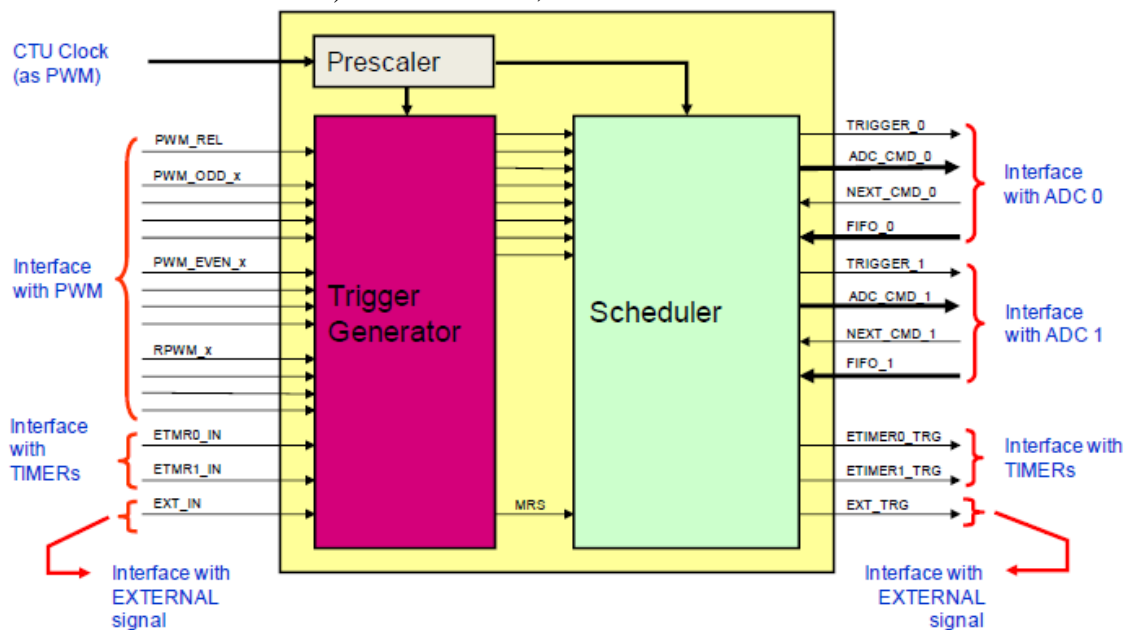 CTU Clock
(as PWM)
Prescaler
PWM_REL
PWM_ODD_x
PWM_EVEN_x
RPWM_x
Interface
with PWM
ETMR0_IN
ETMR1_IN
Interface
with
TIMERs
EXT_IN
Interface with
EXTERNAL
signal
Trigger
Generator
MRS
Scheduler
TRIGGER_0
ADC_CMD_0
NEXT_CMD_0
FIFO_0
Interface
with ADC 0
TRIGGER_1
ADC_CMD_1
NEXT_CMD_1
FIFO_1
Interface
with ADC 1
ETIMER0_TRG
ETIMER1_TRG
Interface with
TIMERs
EXT_TRG
Interface with
EXTERNAL
signal